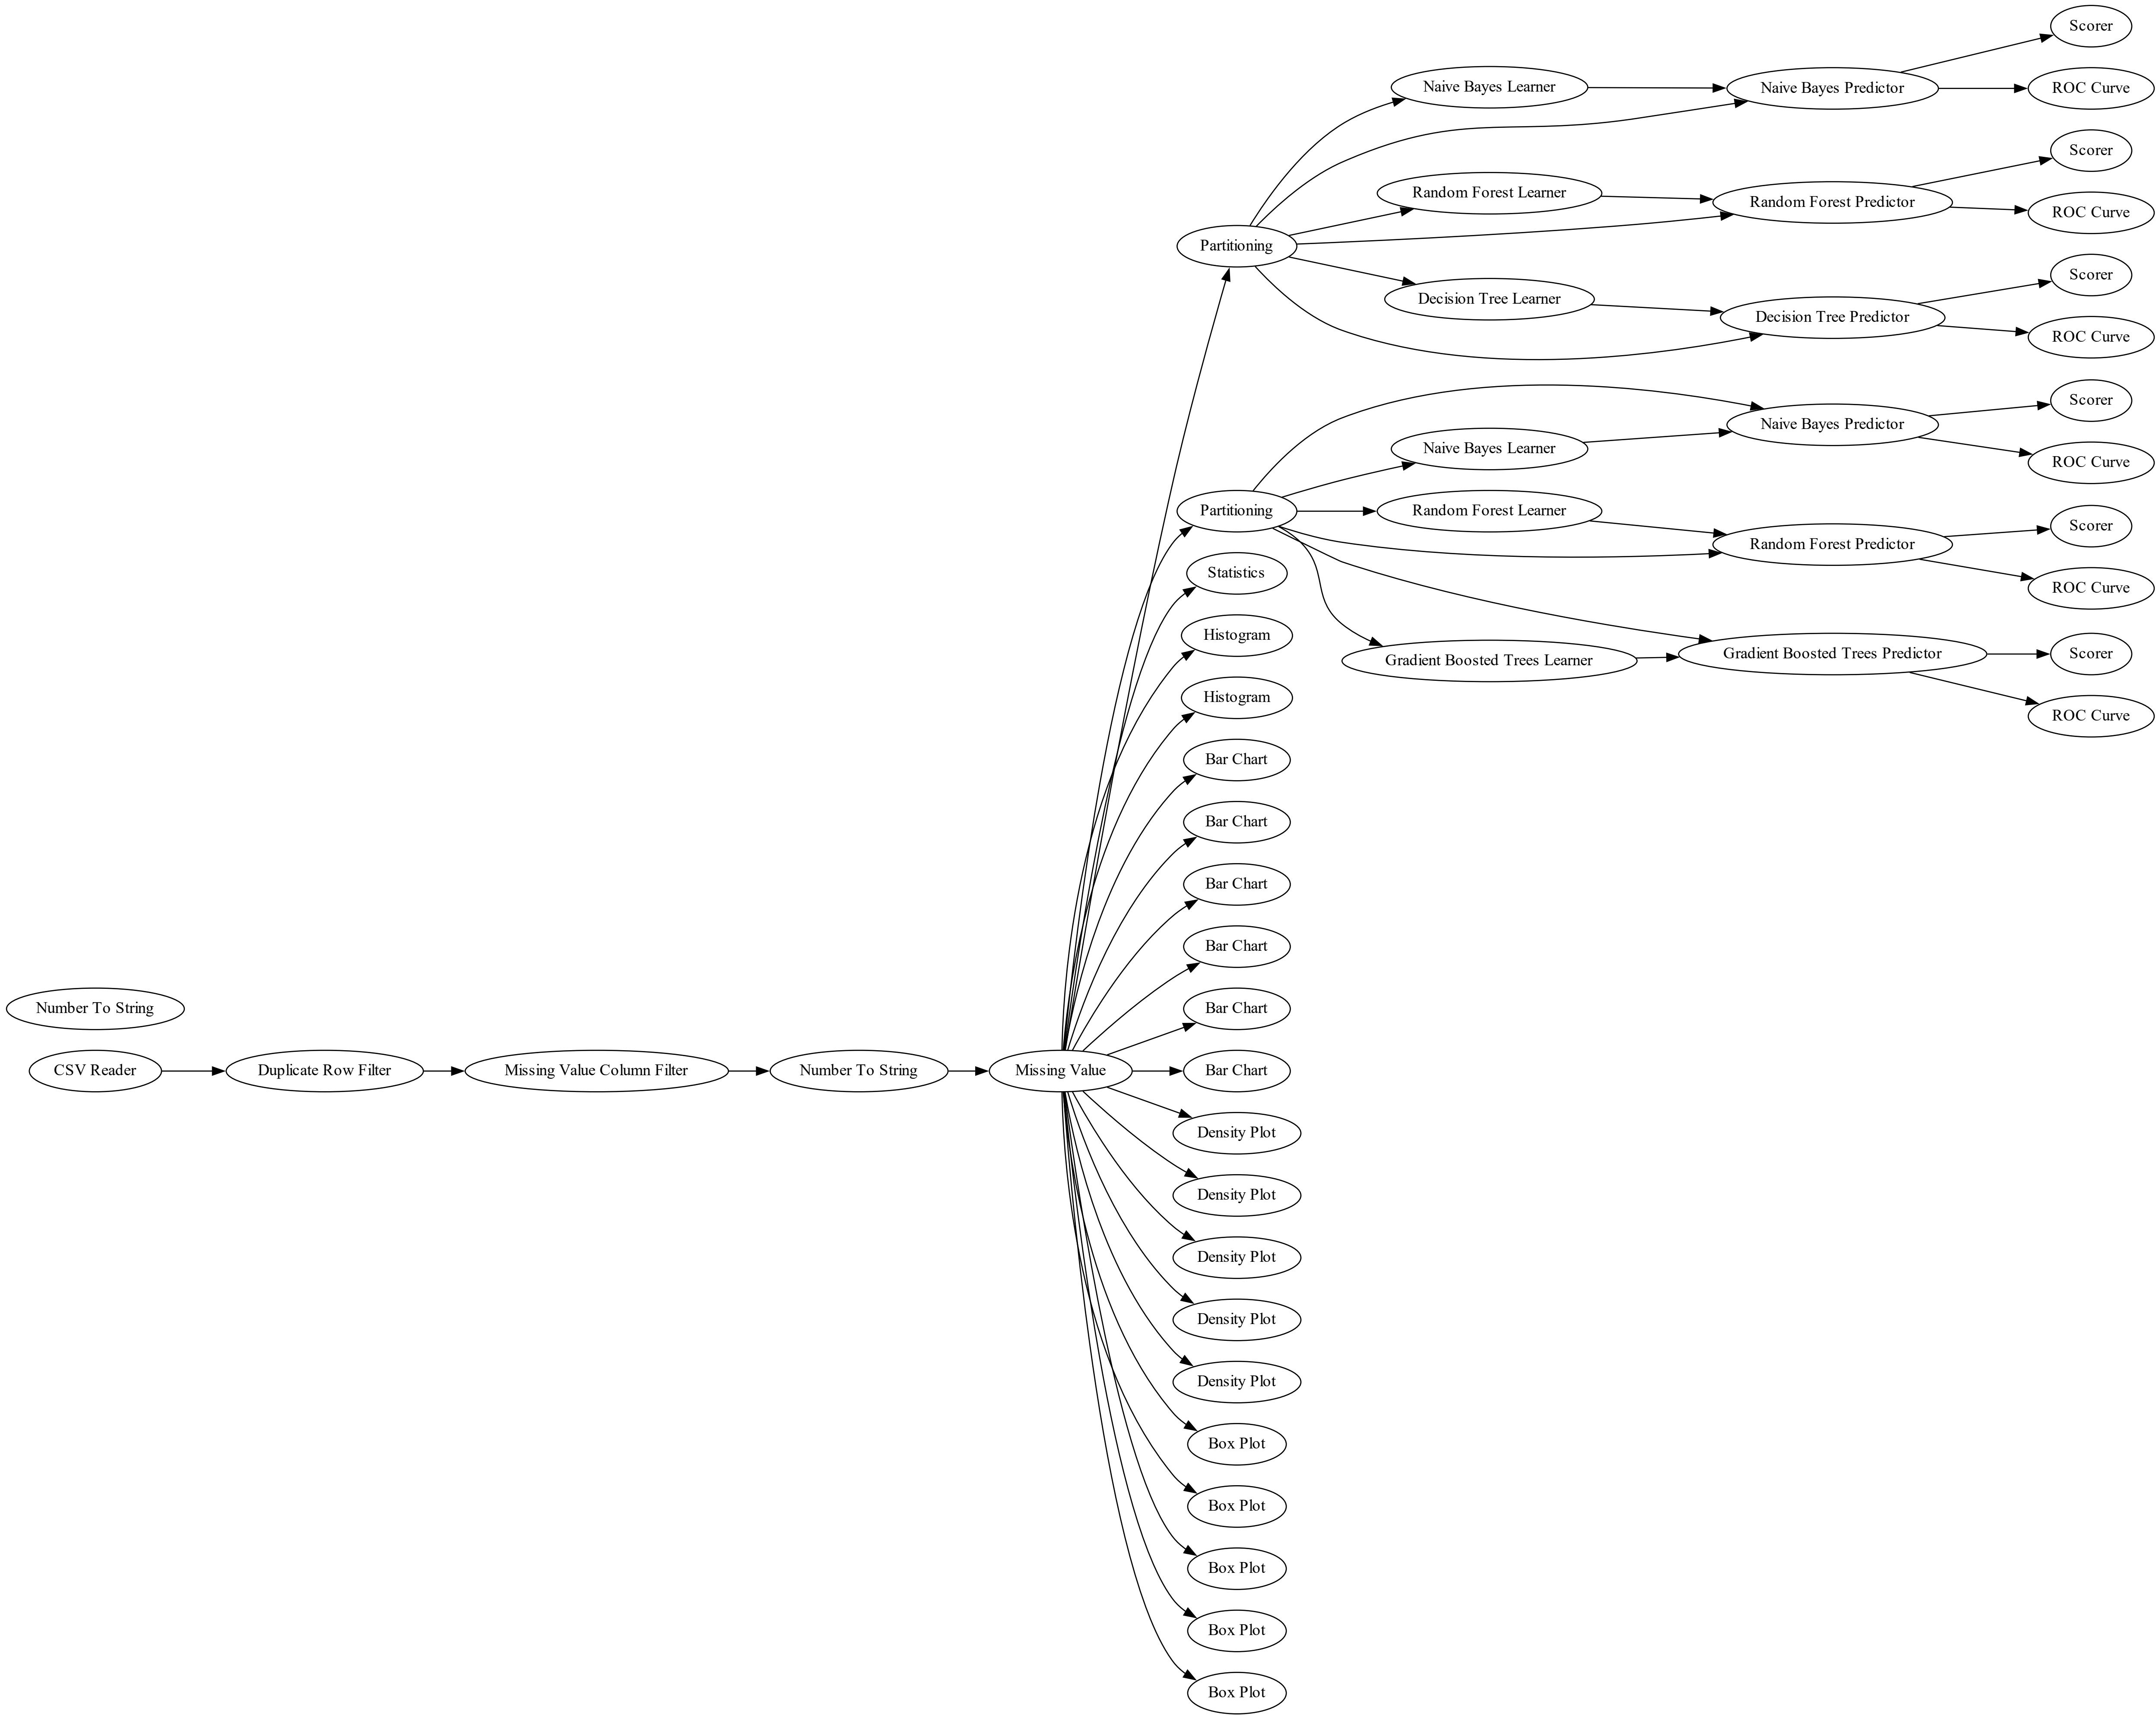 Scorer
Naive Bayes Learner
Naive Bayes Predictor
ROC Curve
Scorer
Random Forest Learner
Random Forest Predictor
ROC Curve
Partitioning
Scorer
Decision Tree Learner
Decision Tree Predictor
ROC Curve
Scorer
Naive Bayes Predictor
Naive Bayes Learner
ROC Curve
Partitioning
Random Forest Learner
Scorer
Random Forest Predictor
Statistics
ROC Curve
Histogram
Gradient Boosted Trees Learner
Gradient Boosted Trees Predictor
Scorer
Histogram
ROC Curve
Bar Chart
Bar Chart
Bar Chart
Bar Chart
Number To String
Bar Chart
CSV Reader
Duplicate Row Filter
Missing Value Column Filter
Number To String
Missing Value
Bar Chart
Density Plot
Density Plot
Density Plot
Density Plot
Density Plot
Box Plot
Box Plot
Box Plot
Box Plot
Box Plot